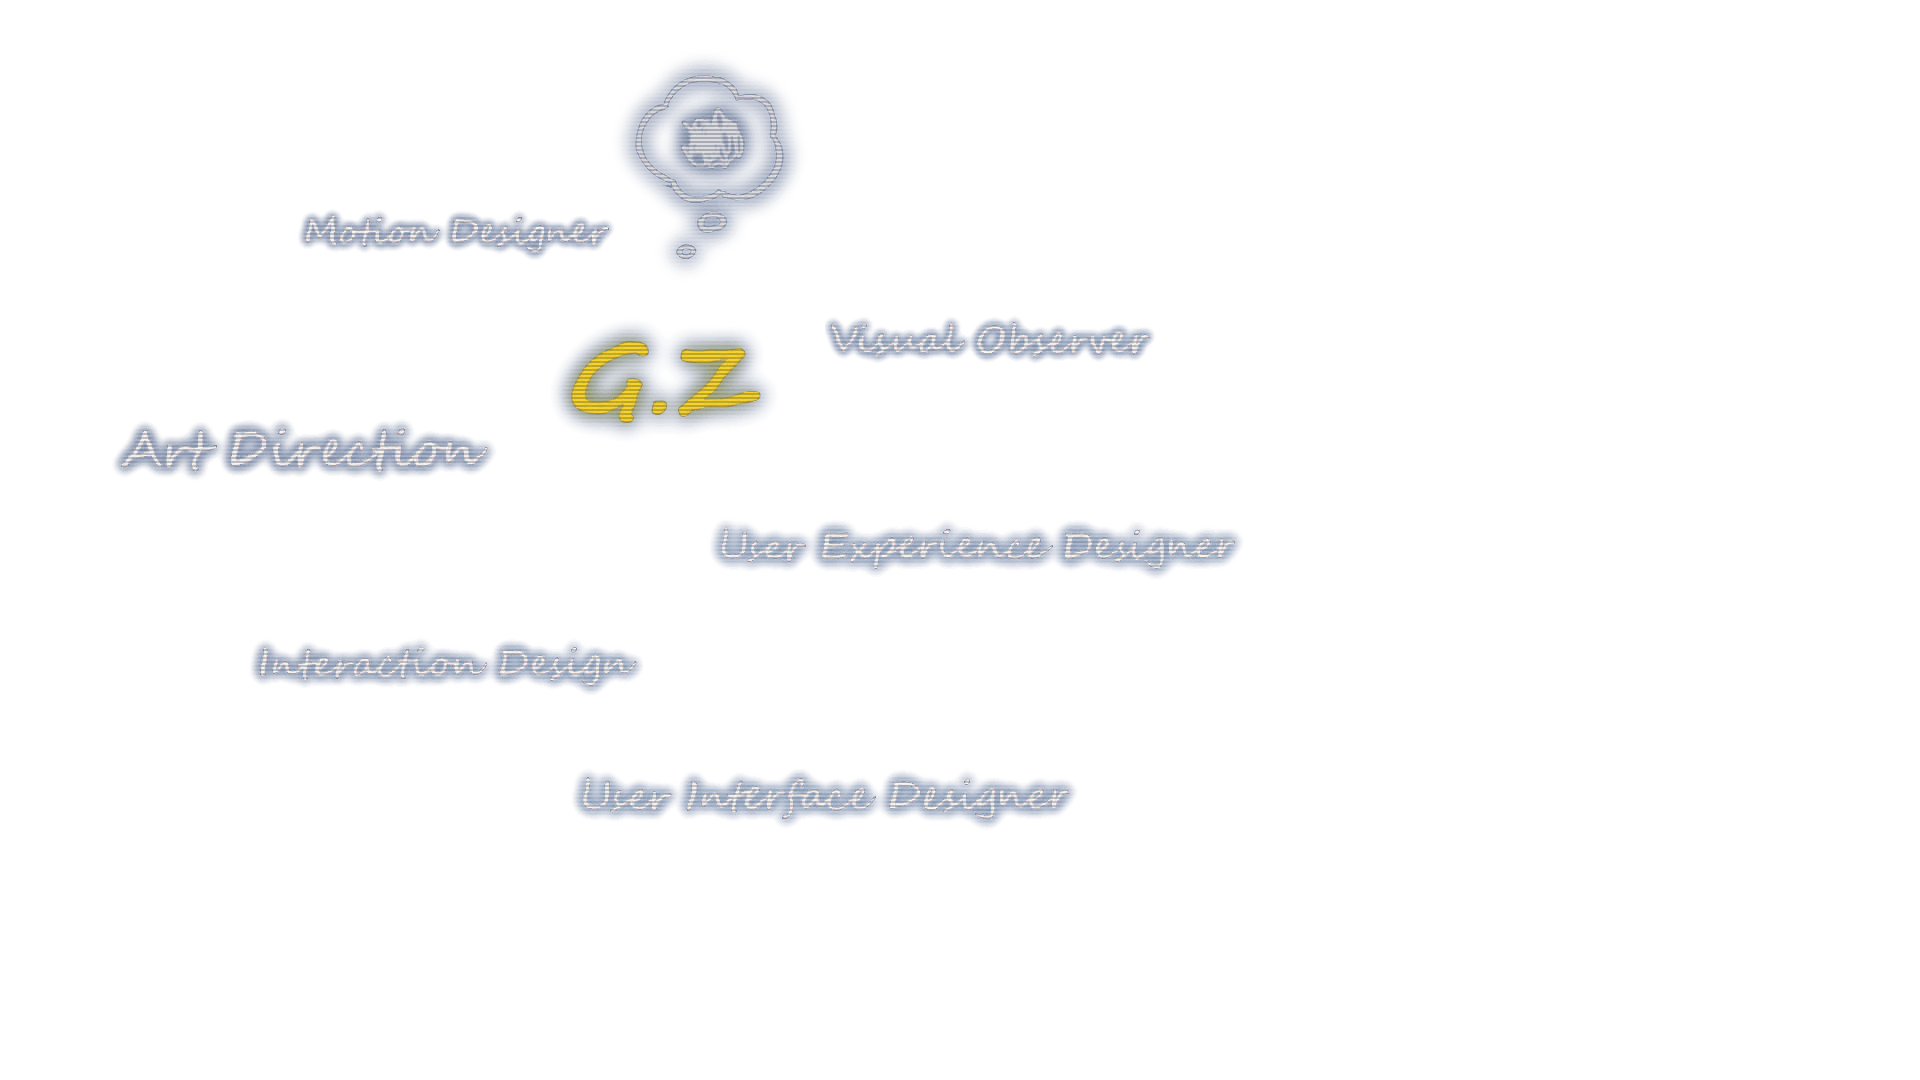 Motion Designer
Visual Observer
G.Z
Art Direction
User Experience Designer
Interaction Design
User Interface Designer